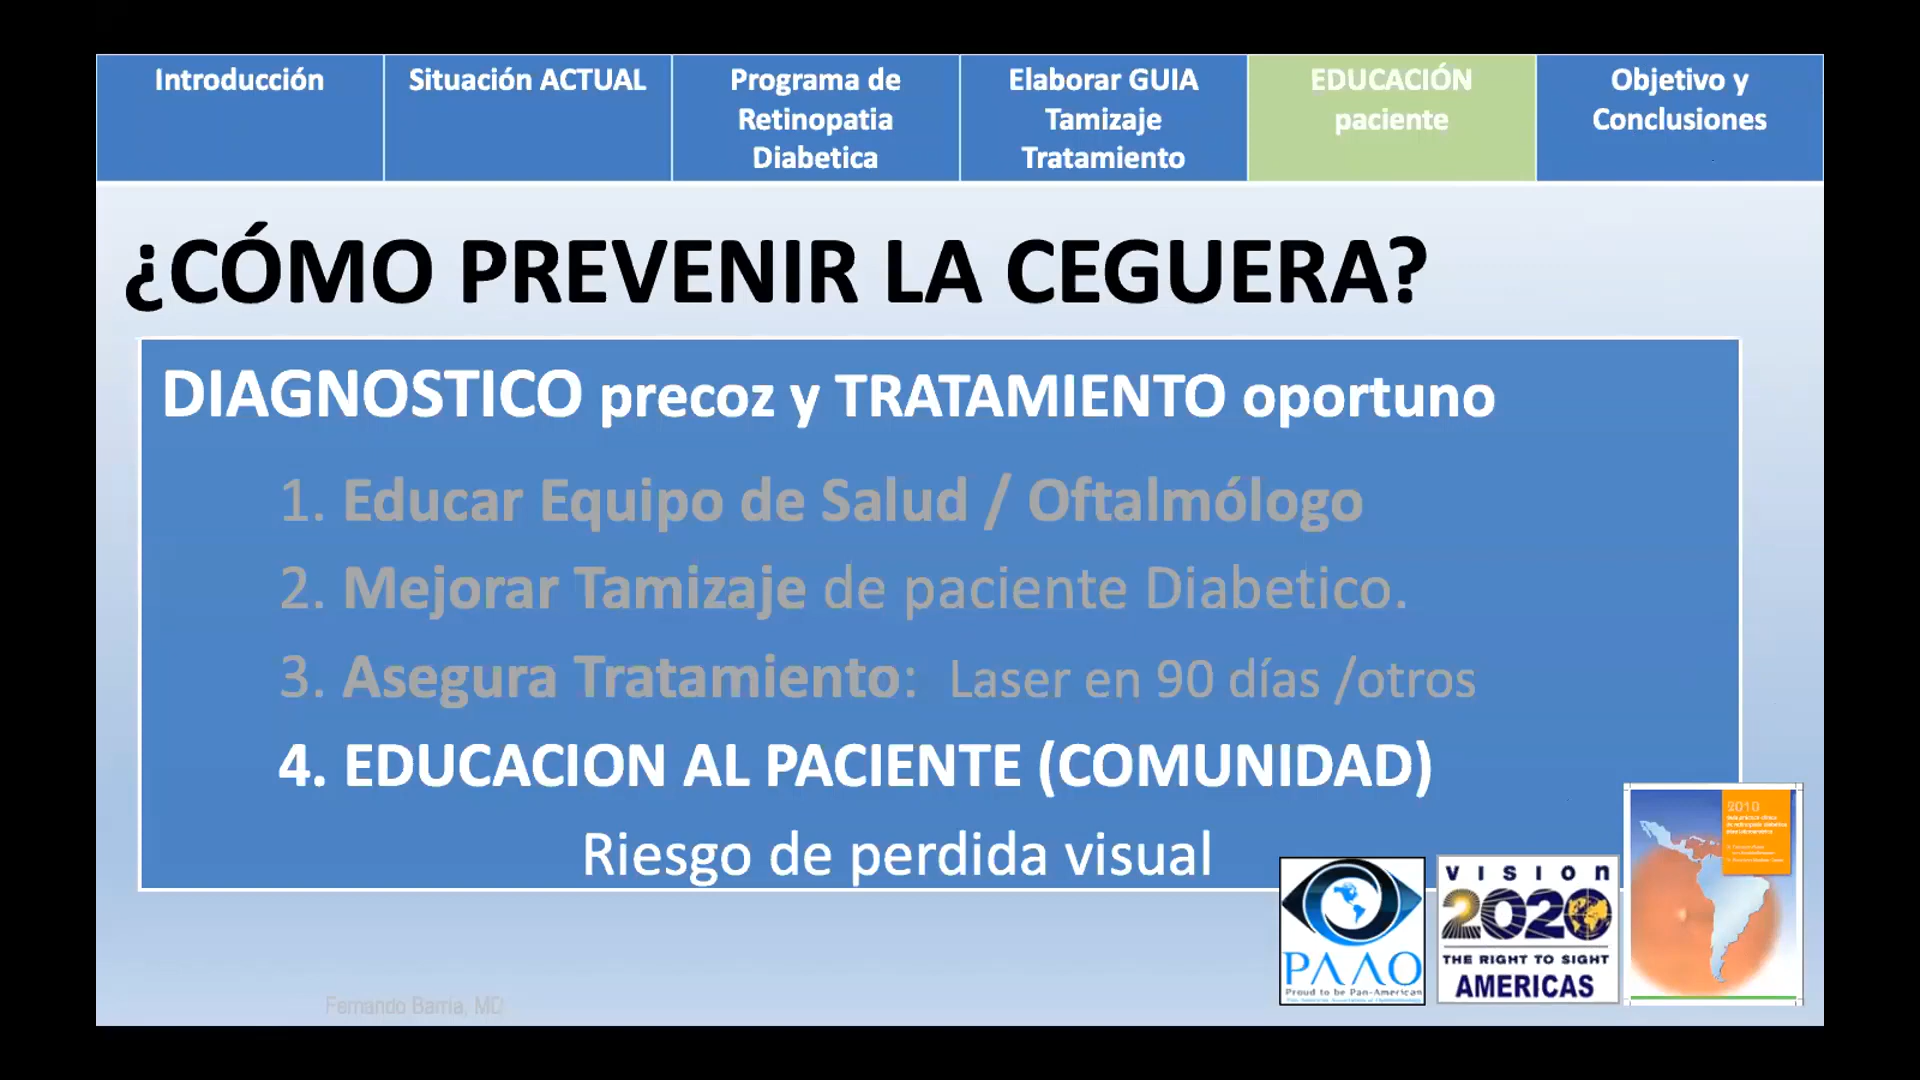 Introducción
Situación ACTUAL
Programa de
Retinopatia
Diabetica
Elaborar GUIA
Tamizaje
Tratamiento
EDUCACIÓN
paciente
Objetivo y
Conclusiones
¿CÓMO PREVENIR LA CEGUERA?
DIAGNOSTICO precoz y TRATAMIENTO oportuno
1. Educar Equipo de Salud / Oftalmólogo
2. Mejorar Tamizaje de paciente Diabetico.
3. Asegura Tratamiento: Laser en 90 días /otros
4. EDUCACION AL PACIENTE (COMUNIDAD)
Riesgo de perdida visual
PAAO
Proud to be Pan-American
VISION
2020
THE RIGHT TO SIGHT
AMERICAS
2010
Fernando Barria, MD